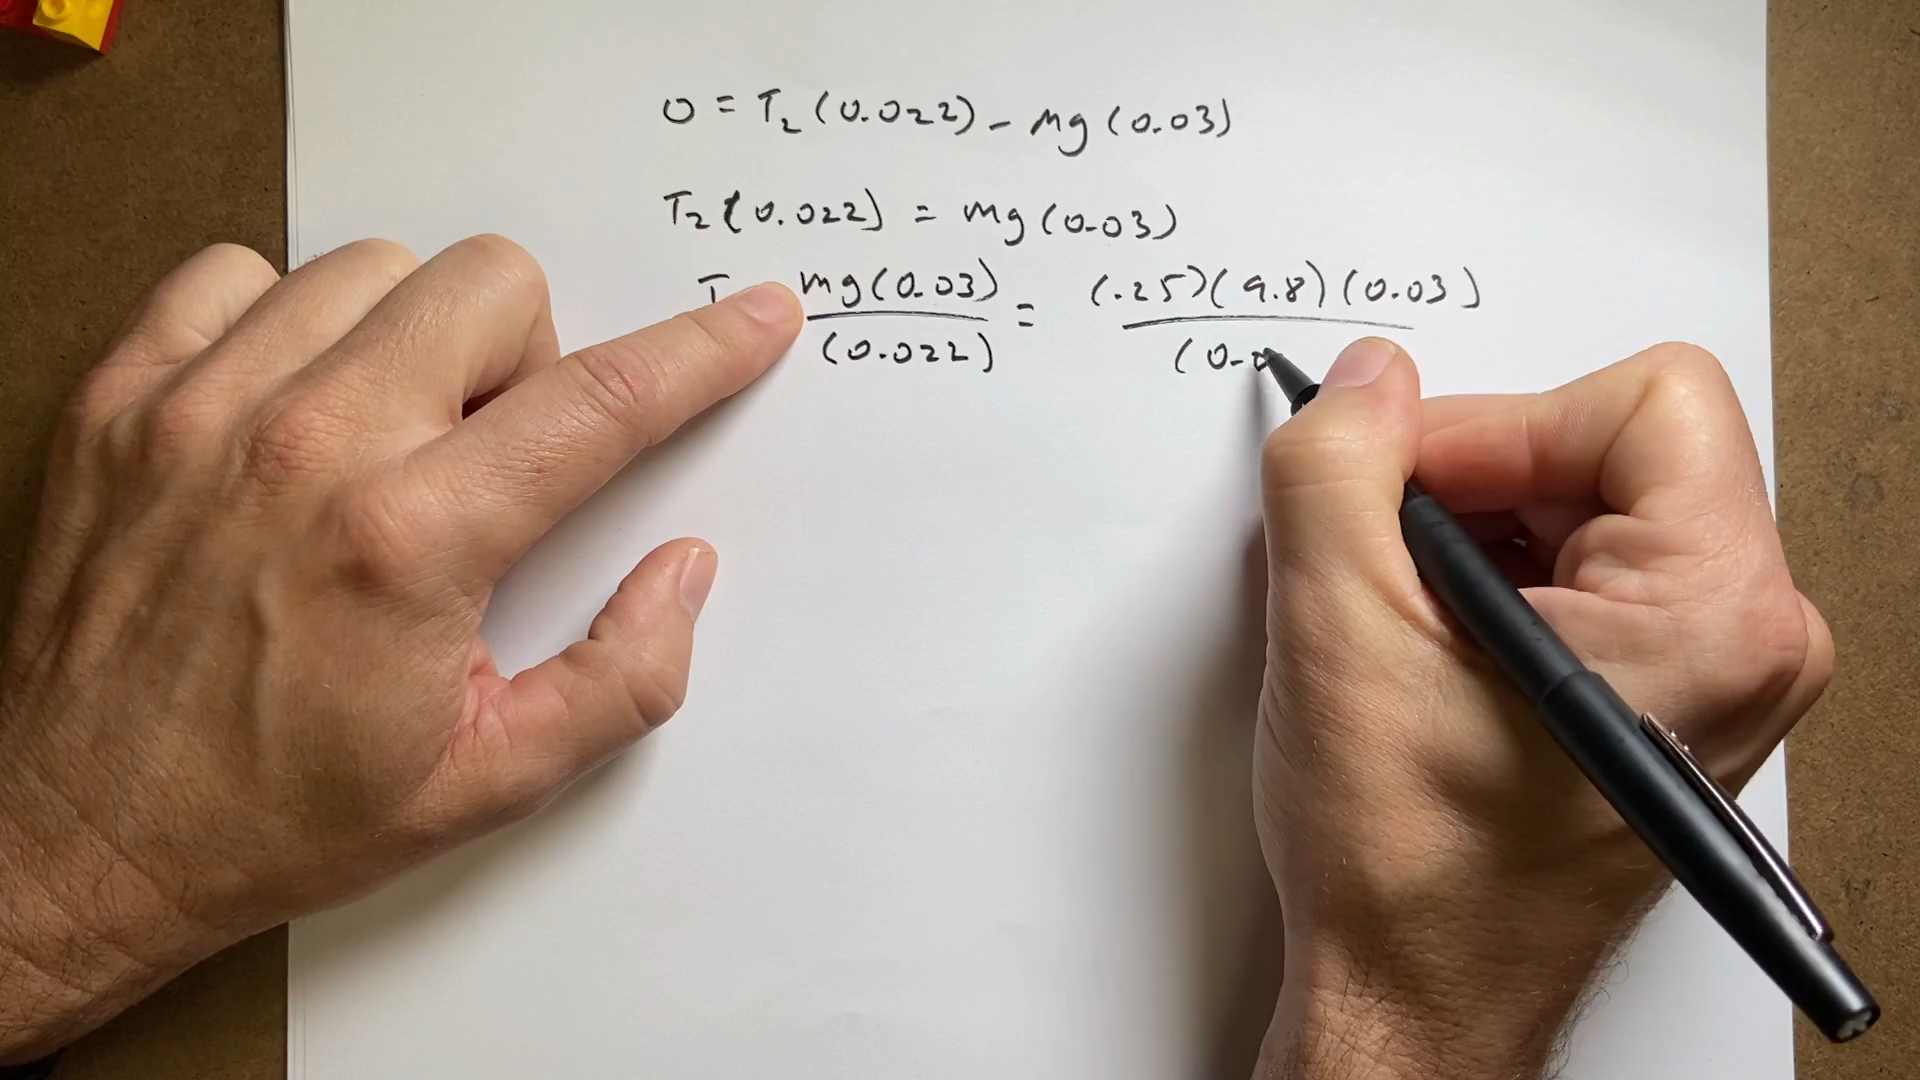 0 = T₂ (0.022) - mg (0.03)
T₂ (0.022) = mg (0.03)
T mg (0.03) / (0.022) = (.25)(9.8)(0.03) / (0.0